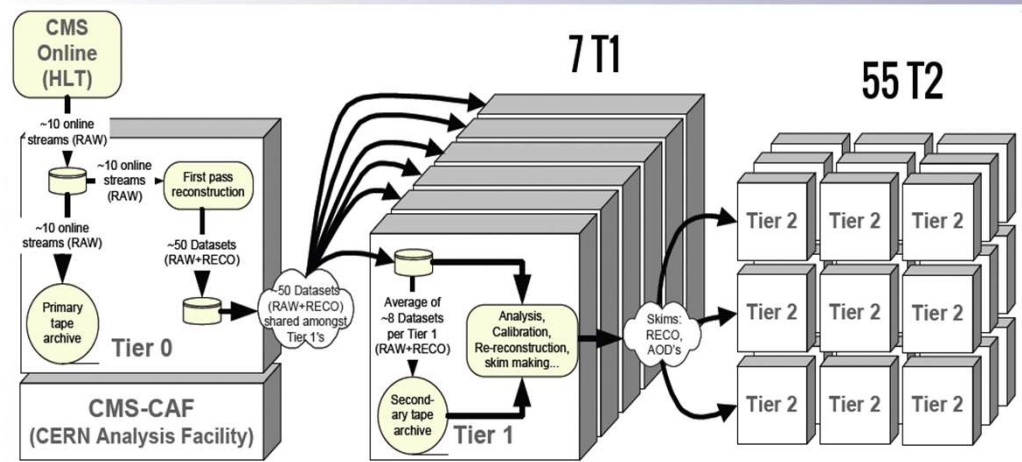 CMS
Online
(HLT)
~10 online
streams (RAW)
~10 online
streams
(RAW)
First pass
reconstruction
~10 online
streams (RAW)
~50 Datasets
(RAW+RECO)
Primary
tape
archive
Tier 0
CMS-CAF
(CERN Analysis Facility)
~50 Datasets
(RAW+RECO)
shared amongst
Tier 1's
7 T1
Average of
~8 Datasets
per Tier 1
(RAW+RECO)
Analysis,
Calibration,
Re-reconstruction,
skim making...
Second-
ary tape
archive
Tier 1
Skims:
RECO,
AOD's
55 T2
Tier 2 Tier 2 Tier 2
Tier 2 Tier 2 Tier 2
Tier 2 Tier 2 Tier 2